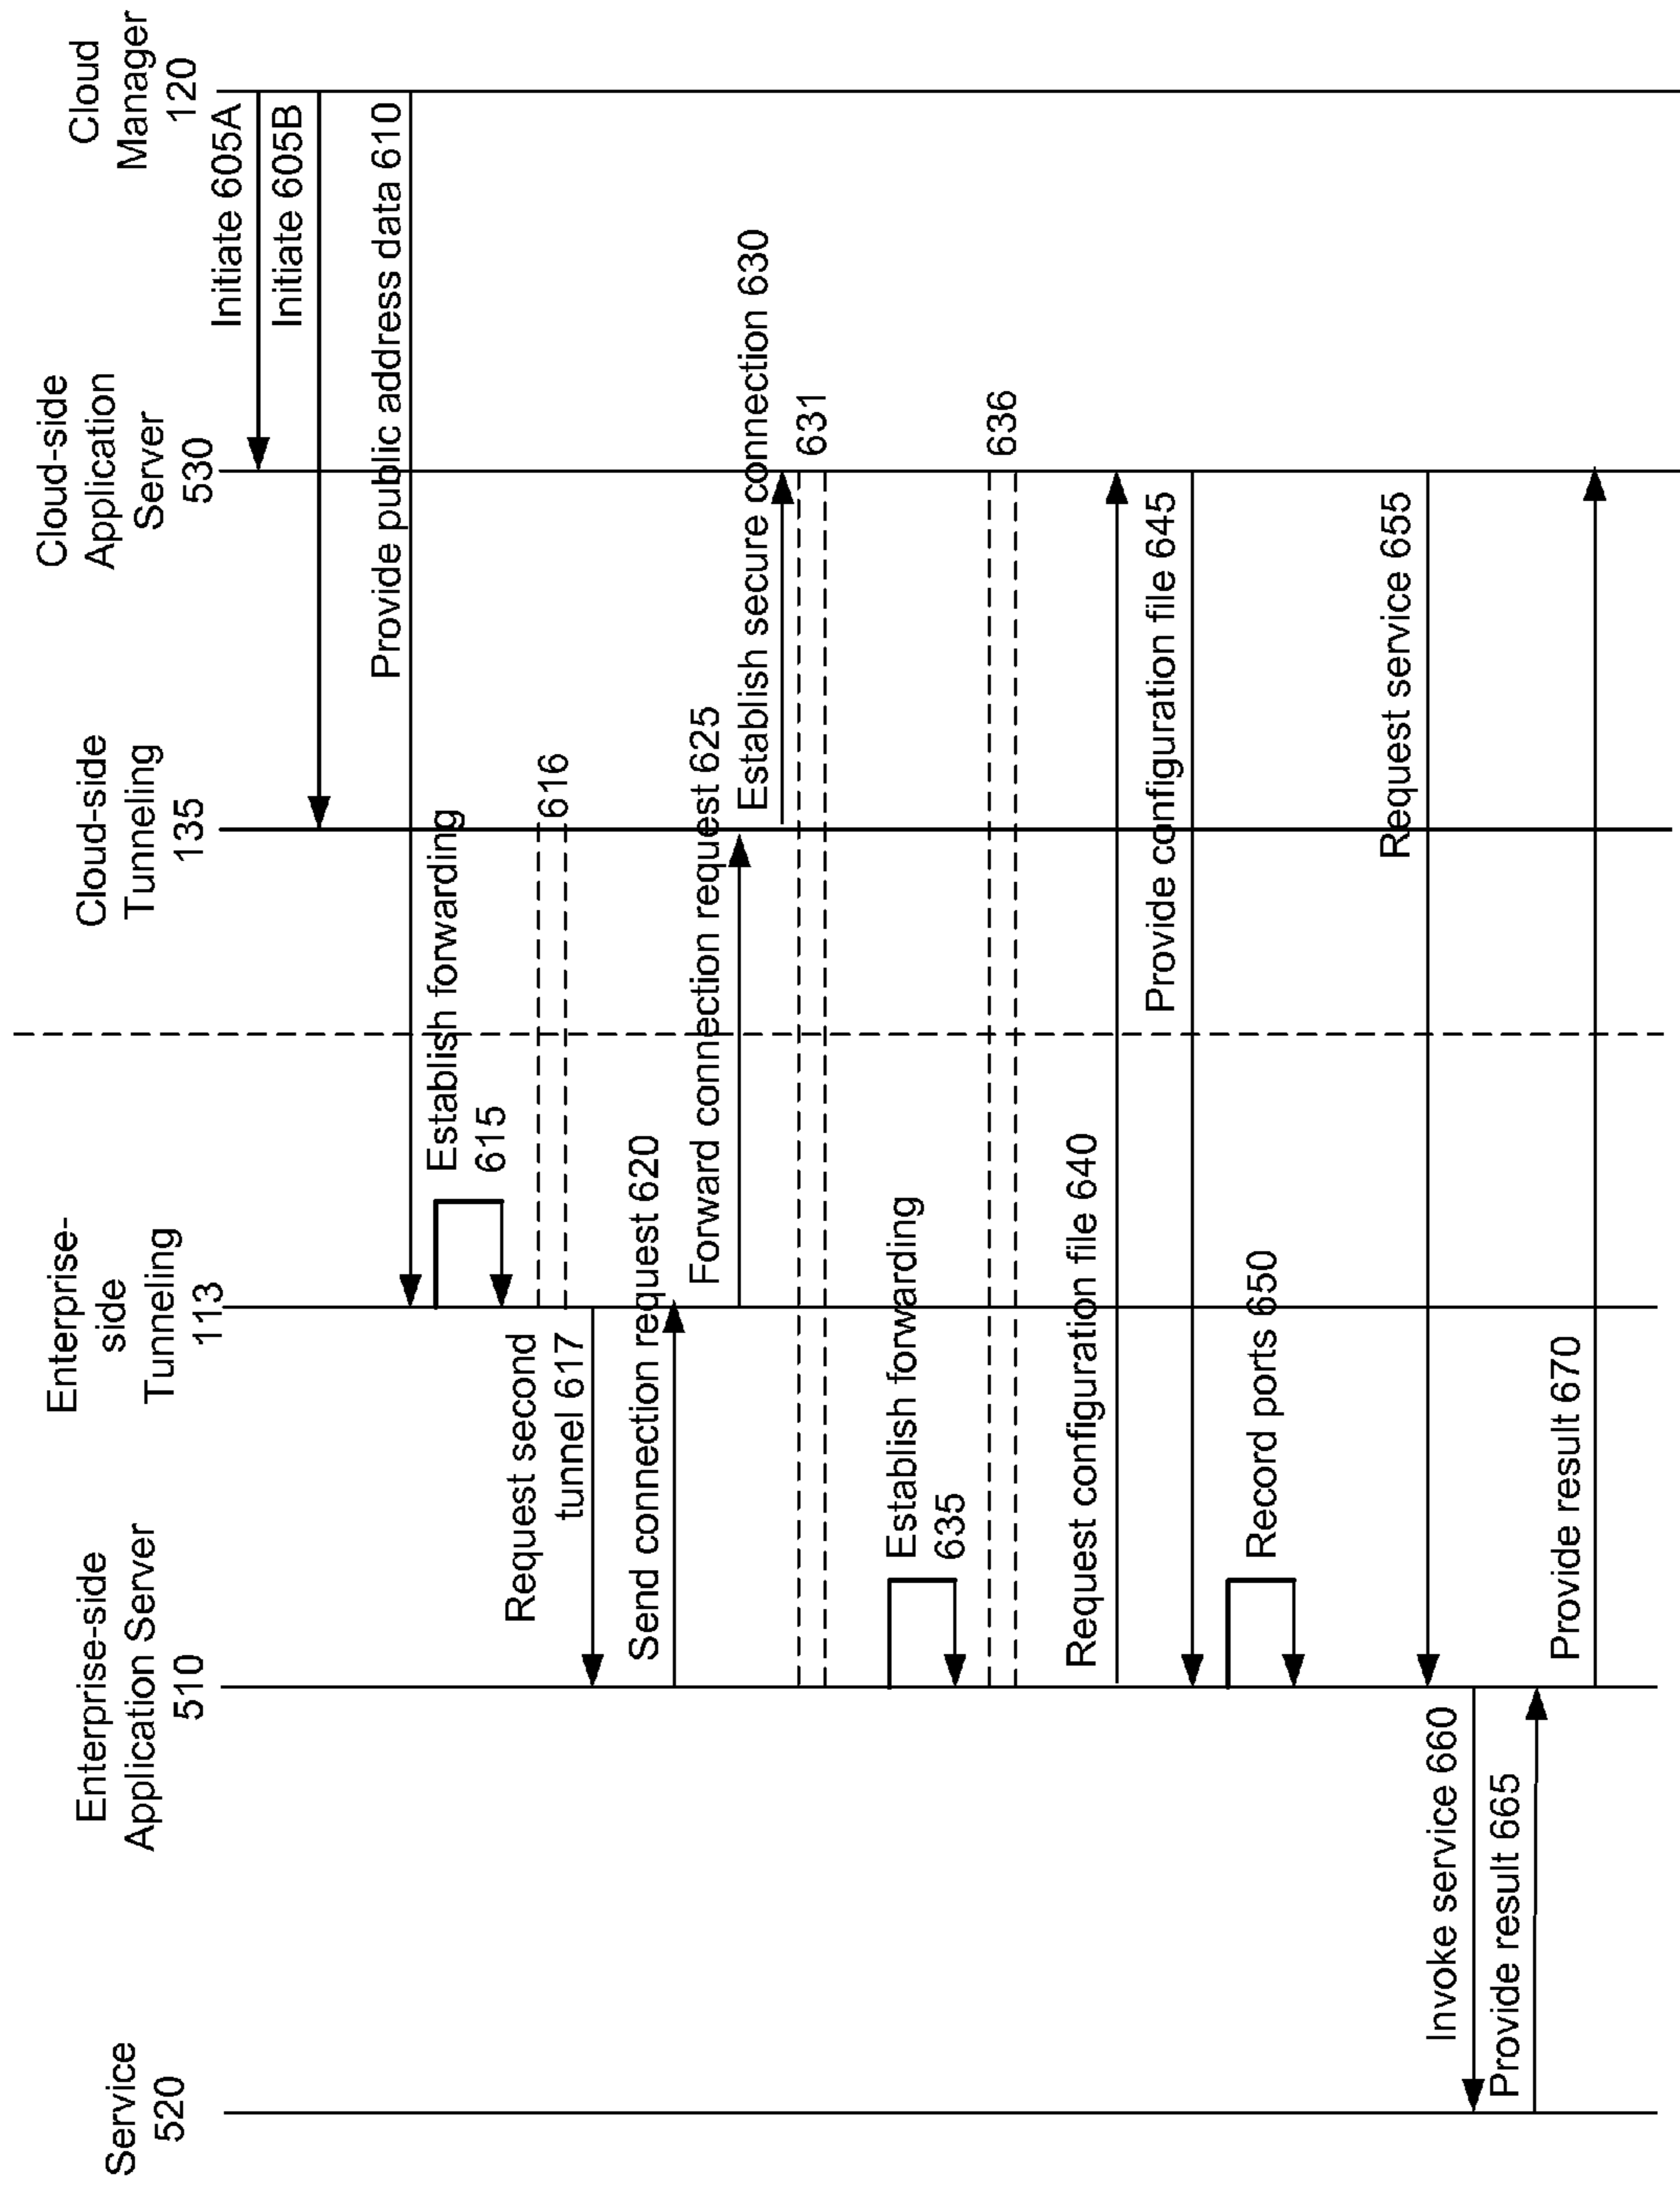 Service
520
Enterprise-side
Application Server
510
Enterprise-
side
Tunneling
113
Cloud-side
Tunneling
135
Cloud-side
Application
Server
530
Cloud
Manager
120
Initiate 605A
Initiate 605B
Provide public address data 610
Establish forwarding
615
616
Request second
tunnel 617
Send connection request 620
Forward connection request 625
Establish secure connection 630
631
Establish forwarding
635
636
Request configuration file 640
Provide configuration file 645
Record ports 650
Request service 655
Invoke service 660
Provide result 665
Provide result 670